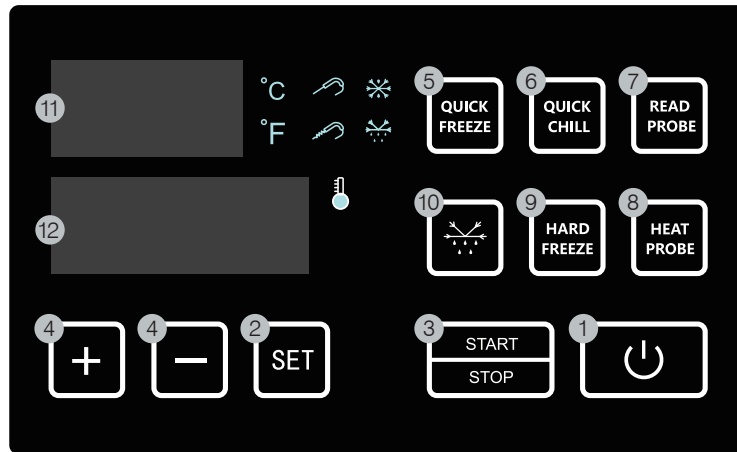 11
°C
°F
5
QUICK
FREEZE
6
QUICK
CHILL
7
READ
PROBE
12
10
9
HARD
FREEZE
8
HEAT
PROBE
4
+
4
−
2
SET
3
START
STOP
1